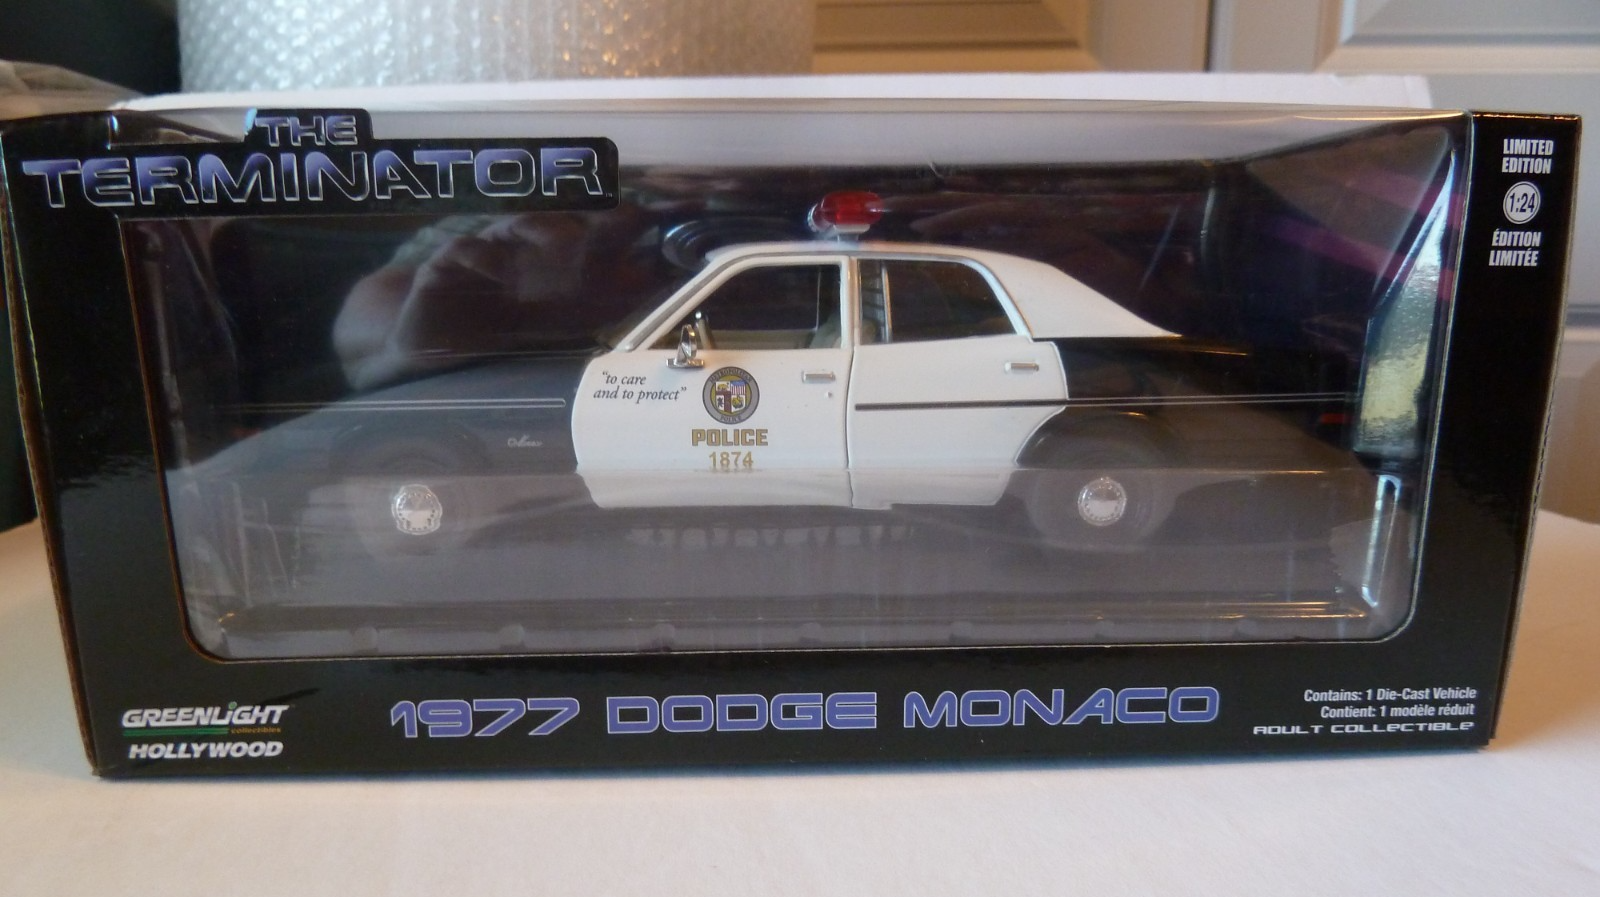 THE
TERMINATOR
LIMITED
EDITION
1:24
ÉDITION
LIMITÉE
"to care
and to protect"
POLICE
1874
GREENLIGHT
collectibles
HOLLYWOOD
1977 DODGE MONACO
Contains: 1 Die-Cast Vehicle
Contient: 1 modèle réduit
ADULT COLLECTIBLE